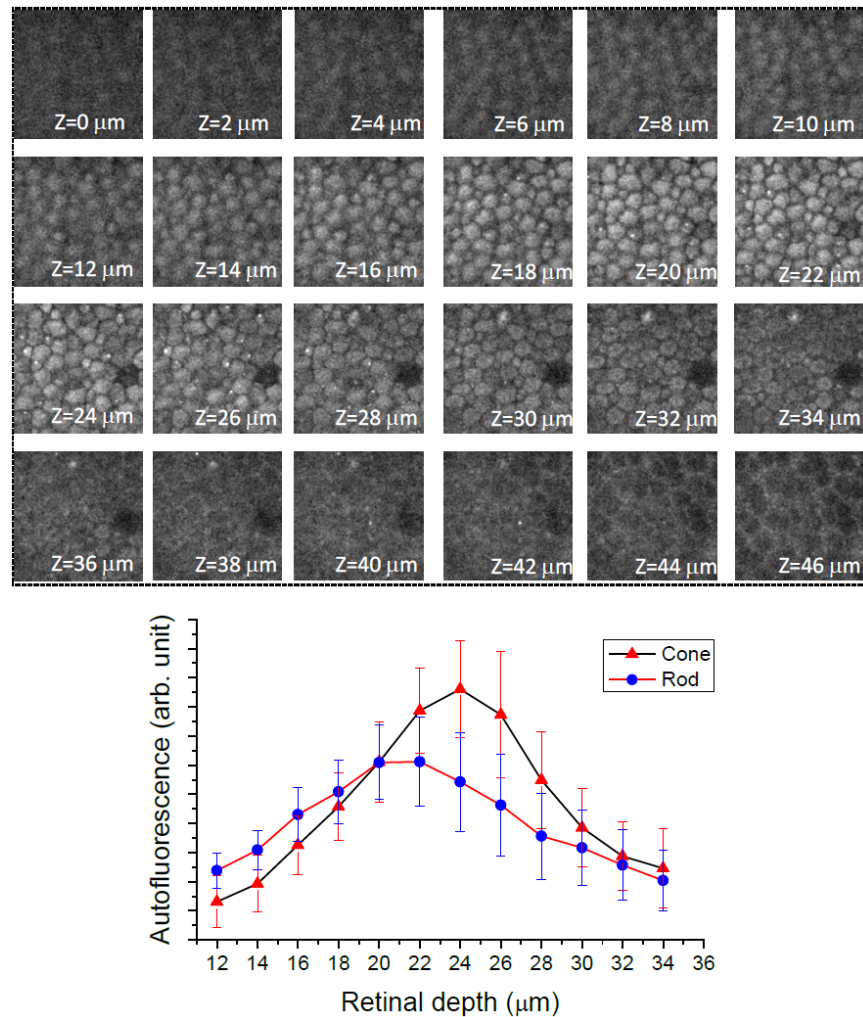 Z=0 μm Z=2 μm Z=4 μm Z=6 μm Z=8 μm Z=10 μm
Z=12 μm Z=14 μm Z=16 μm Z=18 μm Z=20 μm Z=22 μm
Z=24 μm Z=26 μm Z=28 μm Z=30 μm Z=32 μm Z=34 μm
Z=36 μm Z=38 μm Z=40 μm Z=42 μm Z=44 μm Z=46 μm
Cone
Rod
Autofluorescence (arb. unit)
12 14 16 18 20 22 24 26 28 30 32 34 36
Retinal depth (μm)